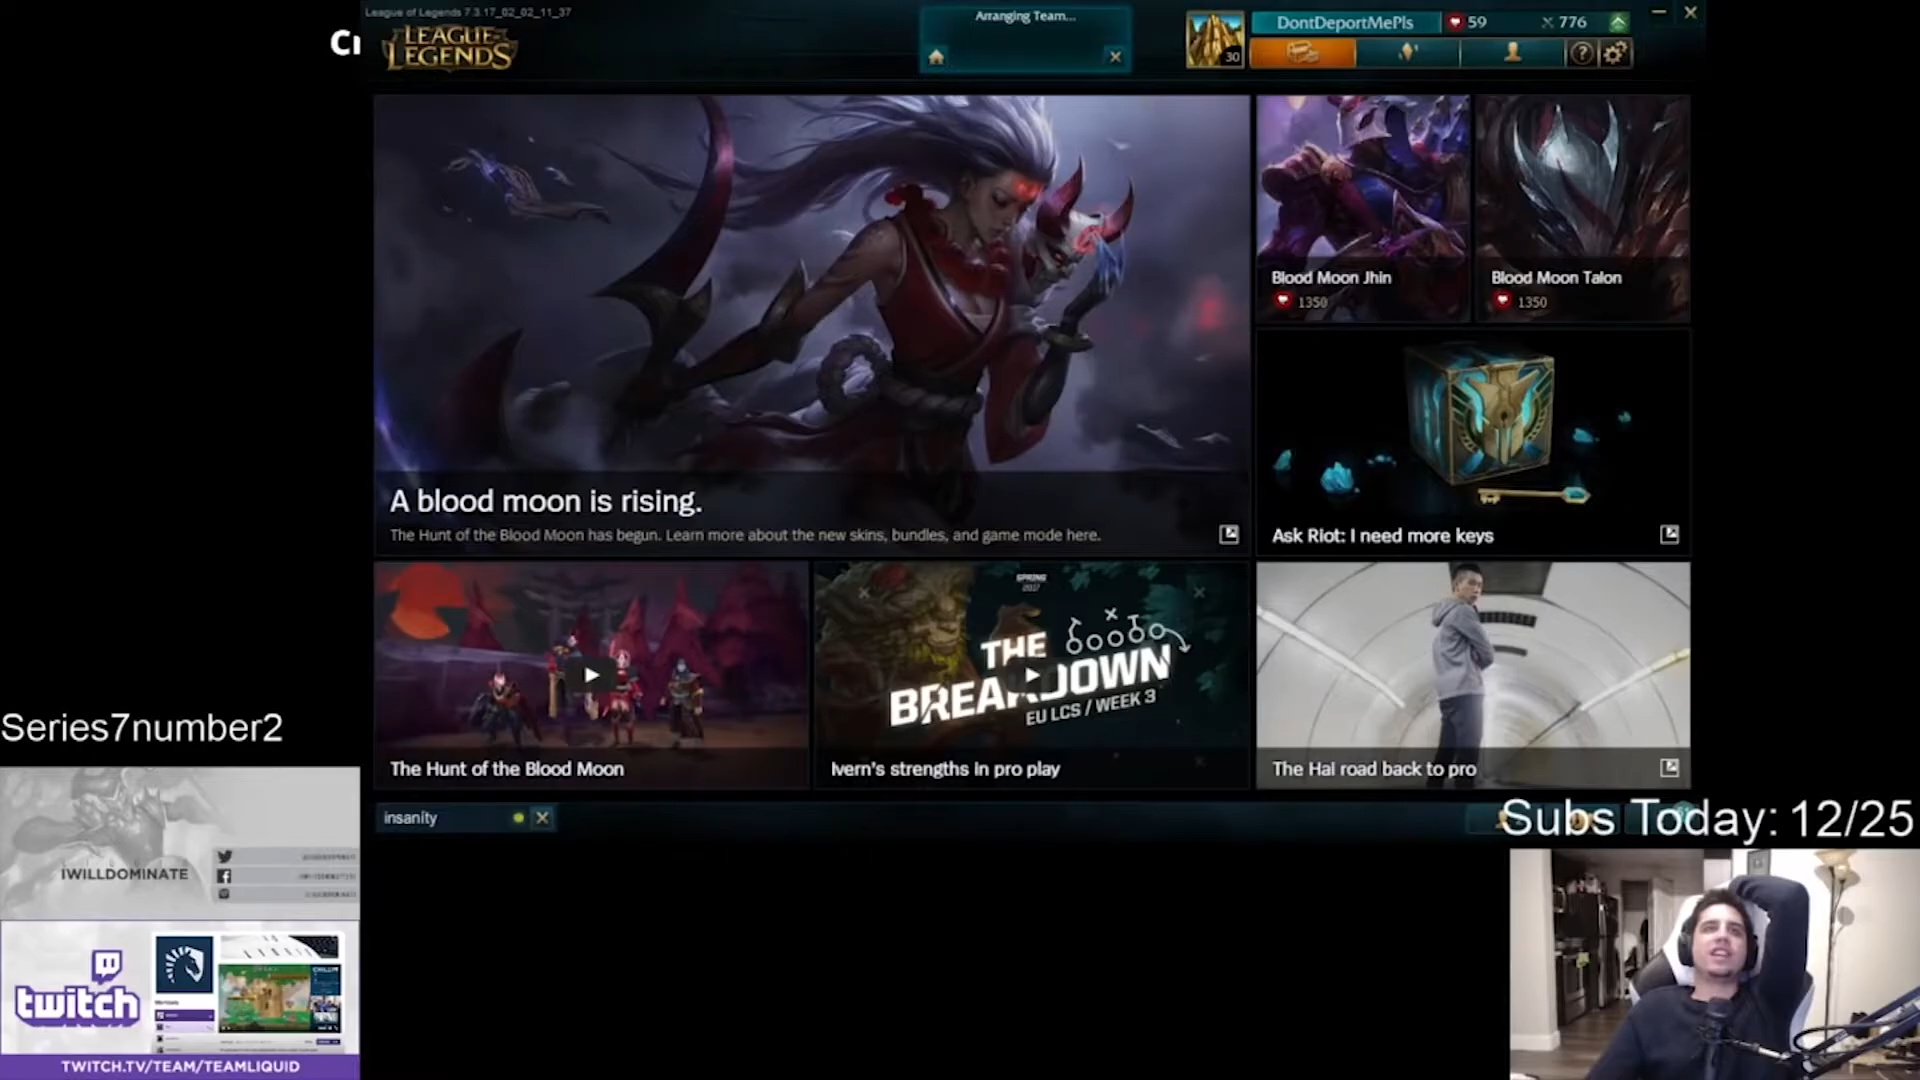 League of Legends 7.3.17_02_02_11_37
LEAGUE OF LEGENDS
Arranging Team...
30
DontDeportMePls
59
776
?
Blood Moon Jhin
1350
Blood Moon Talon
1350
A blood moon is rising.
The Hunt of the Blood Moon has begun. Learn more about the new skins, bundles, and game mode here.
Ask Riot: I need more keys
The Hunt of the Blood Moon
SPRING
2017
THE
BREAKDOWN
EU LCS / WEEK 3
Ivern's strengths in pro play
The Hai road back to pro
insanity
Series7number2
Subs Today: 12/25
IWILLDOMINATE
twitch
TWITCH.TV/TEAM/TEAMLIQUID